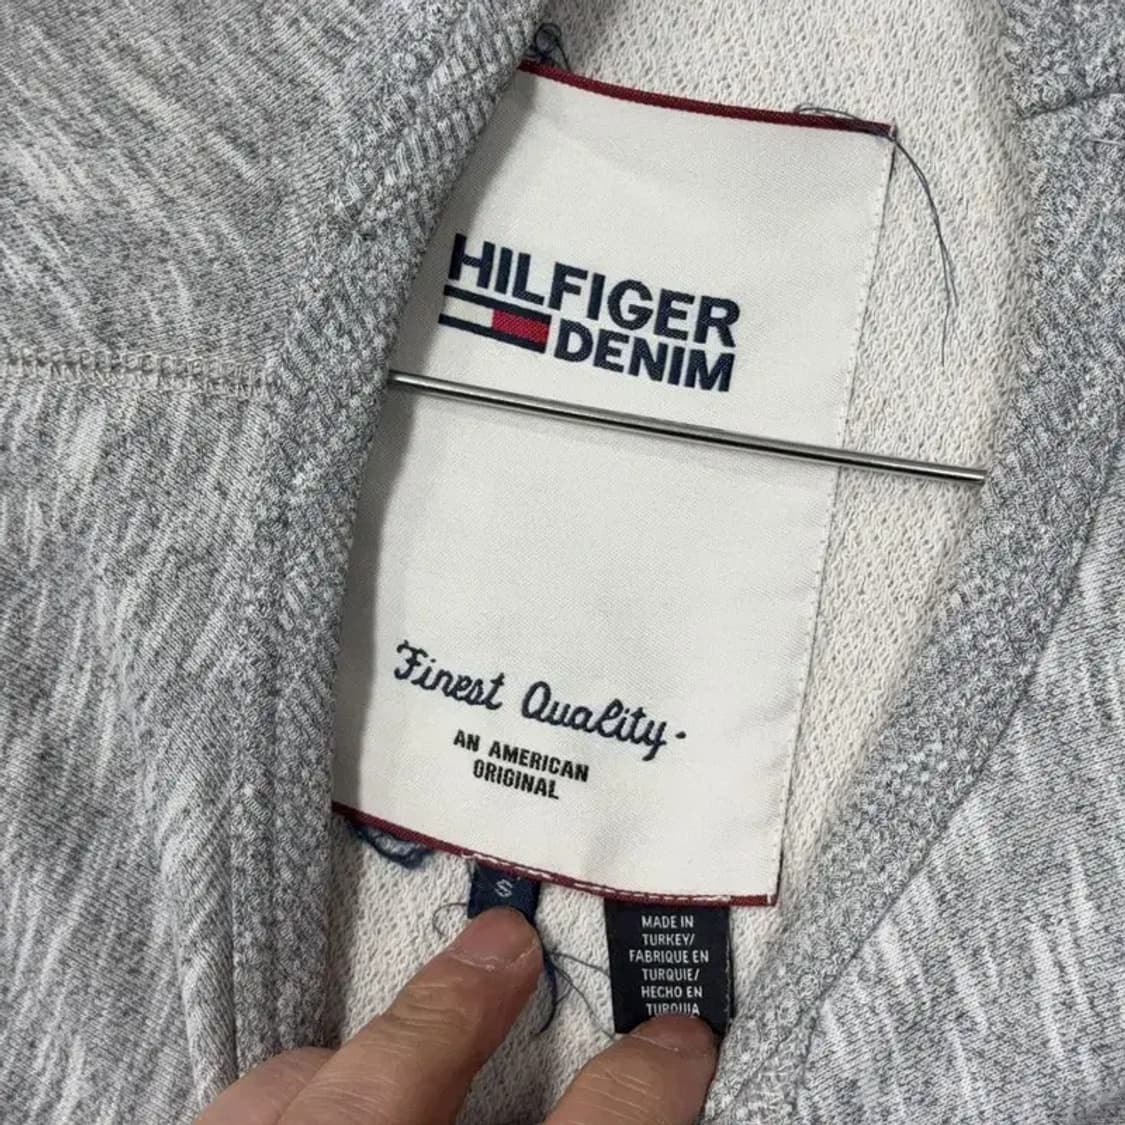 HILFIGER
DENIM
Finest Quality.
AN AMERICAN
ORIGINAL
S
MADE IN
TURKEY/
FABRIQUE EN
TURQUIE/
HECHO EN
TURQUIA